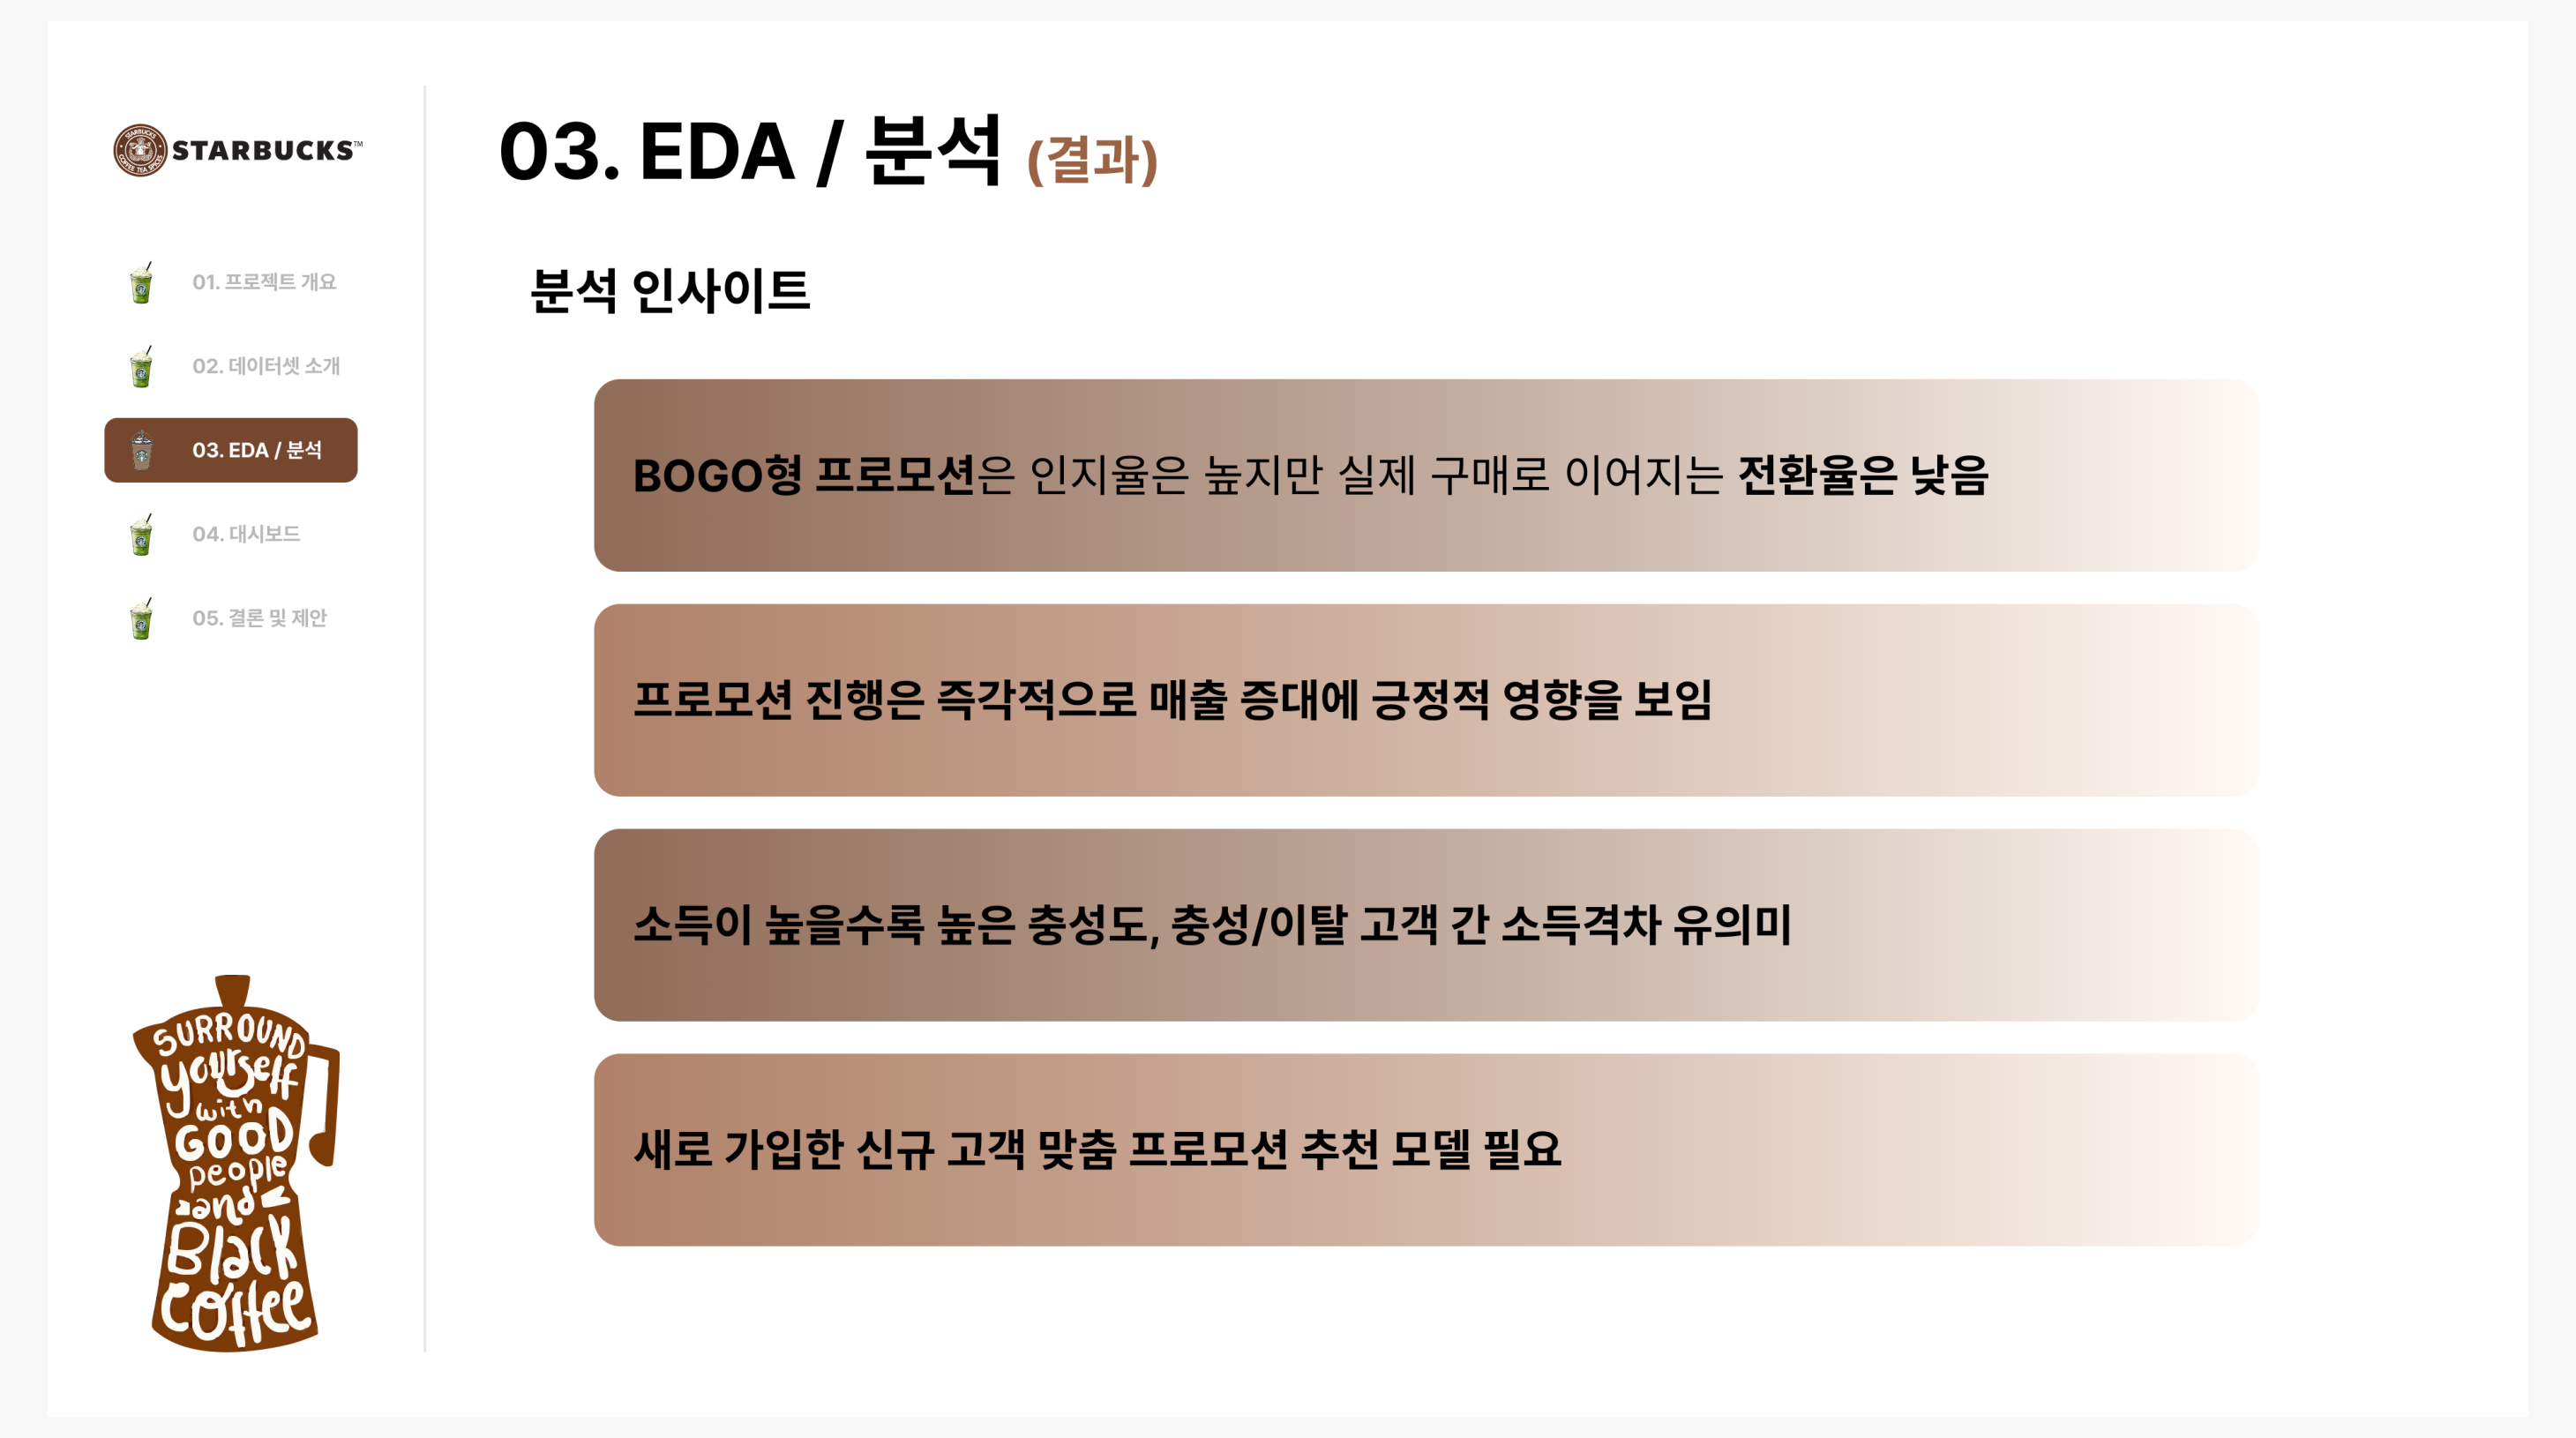 STARBUCKS™
01. 프로젝트 개요
02. 데이터셋 소개
03. EDA / 분석
04. 대시보드
05. 결론 및 제안
SURROUND
yourself
with
GOOD
people
and
Black
Coffee
03. EDA / 분석 (결과)
분석 인사이트
BOGO형 프로모션은 인지율은 높지만 실제 구매로 이어지는 전환율은 낮음
프로모션 진행은 즉각적으로 매출 증대에 긍정적 영향을 보임
소득이 높을수록 높은 충성도, 충성/이탈 고객 간 소득격차 유의미
새로 가입한 신규 고객 맞춤 프로모션 추천 모델 필요